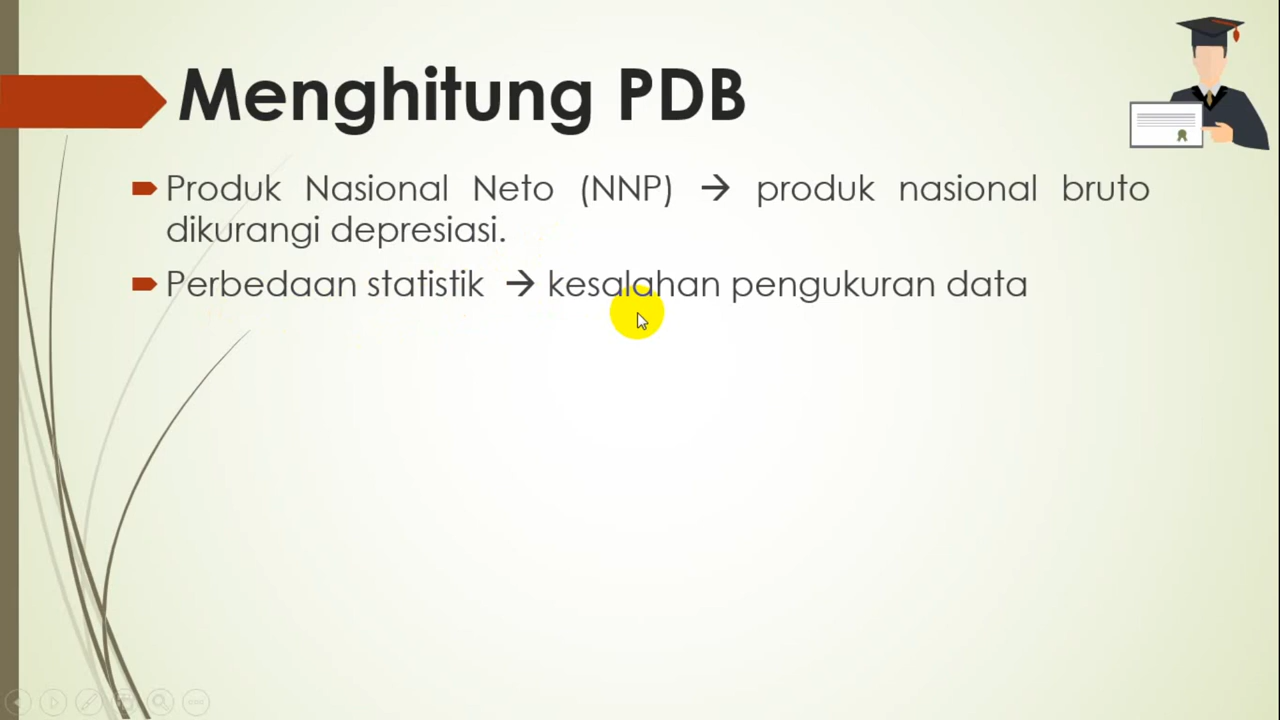 Menghitung PDB
Produk Nasional Neto (NNP) → produk nasional bruto
dikurangi depresiasi.
Perbedaan statistik → kesalahan pengukuran data